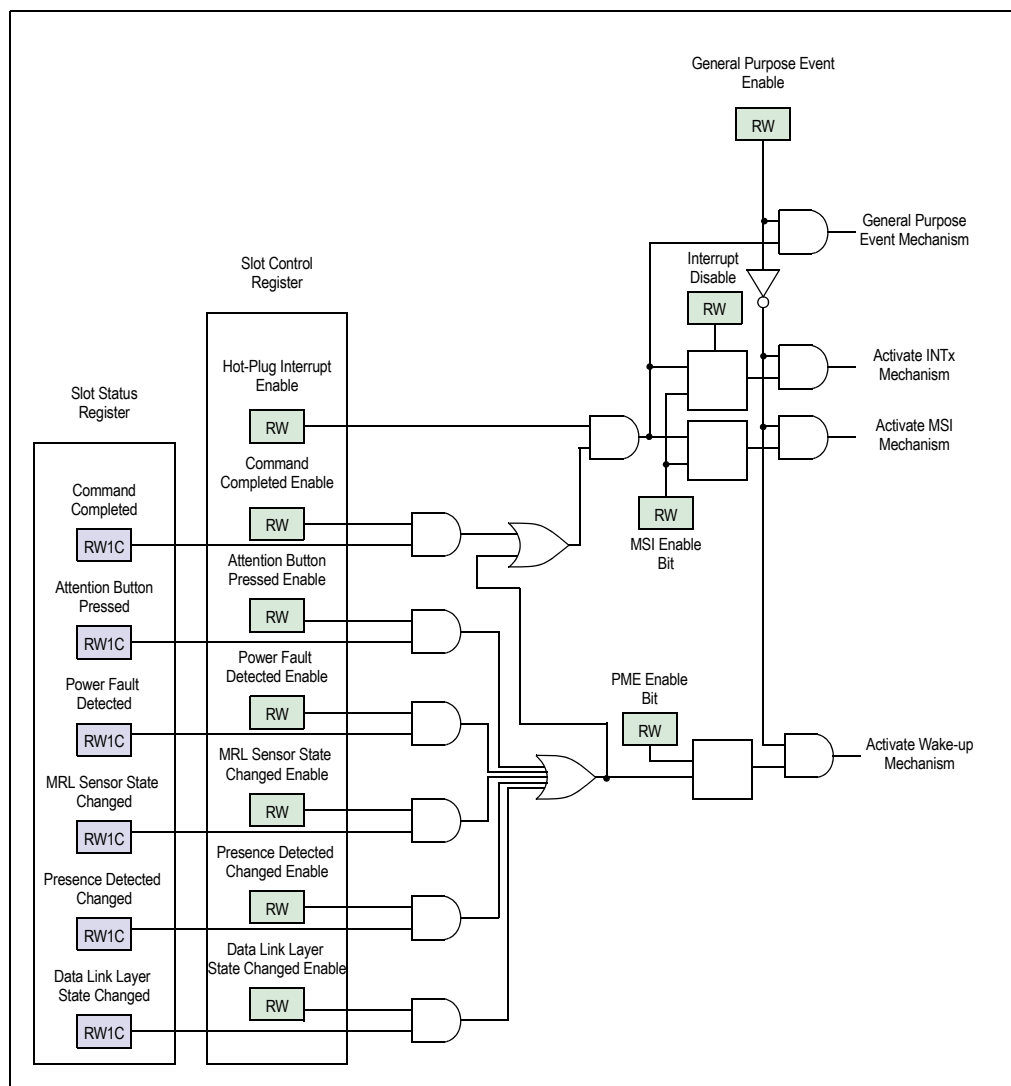 General Purpose Event
Enable
RW
General Purpose
Event Mechanism
Slot Control
Register
Interrupt
Disable
RW
Hot-Plug Interrupt
Enable
RW
Activate INTx
Mechanism
Slot Status
Register
Activate MSI
Mechanism
Command
Completed Enable
RW
MSI Enable
Bit
RW
Command
Completed
RW1C
Attention Button
Pressed Enable
RW
Attention Button
Pressed
RW1C
Power Fault
Detected Enable
RW
Power Fault
Detected
RW1C
PME Enable
Bit
RW
Activate Wake-up
Mechanism
MRL Sensor State
Changed Enable
RW
MRL Sensor State
Changed
RW1C
Presence Detected
Changed Enable
RW
Presence Detected
Changed
RW1C
Data Link Layer
State Changed Enable
RW
Data Link Layer
State Changed
RW1C